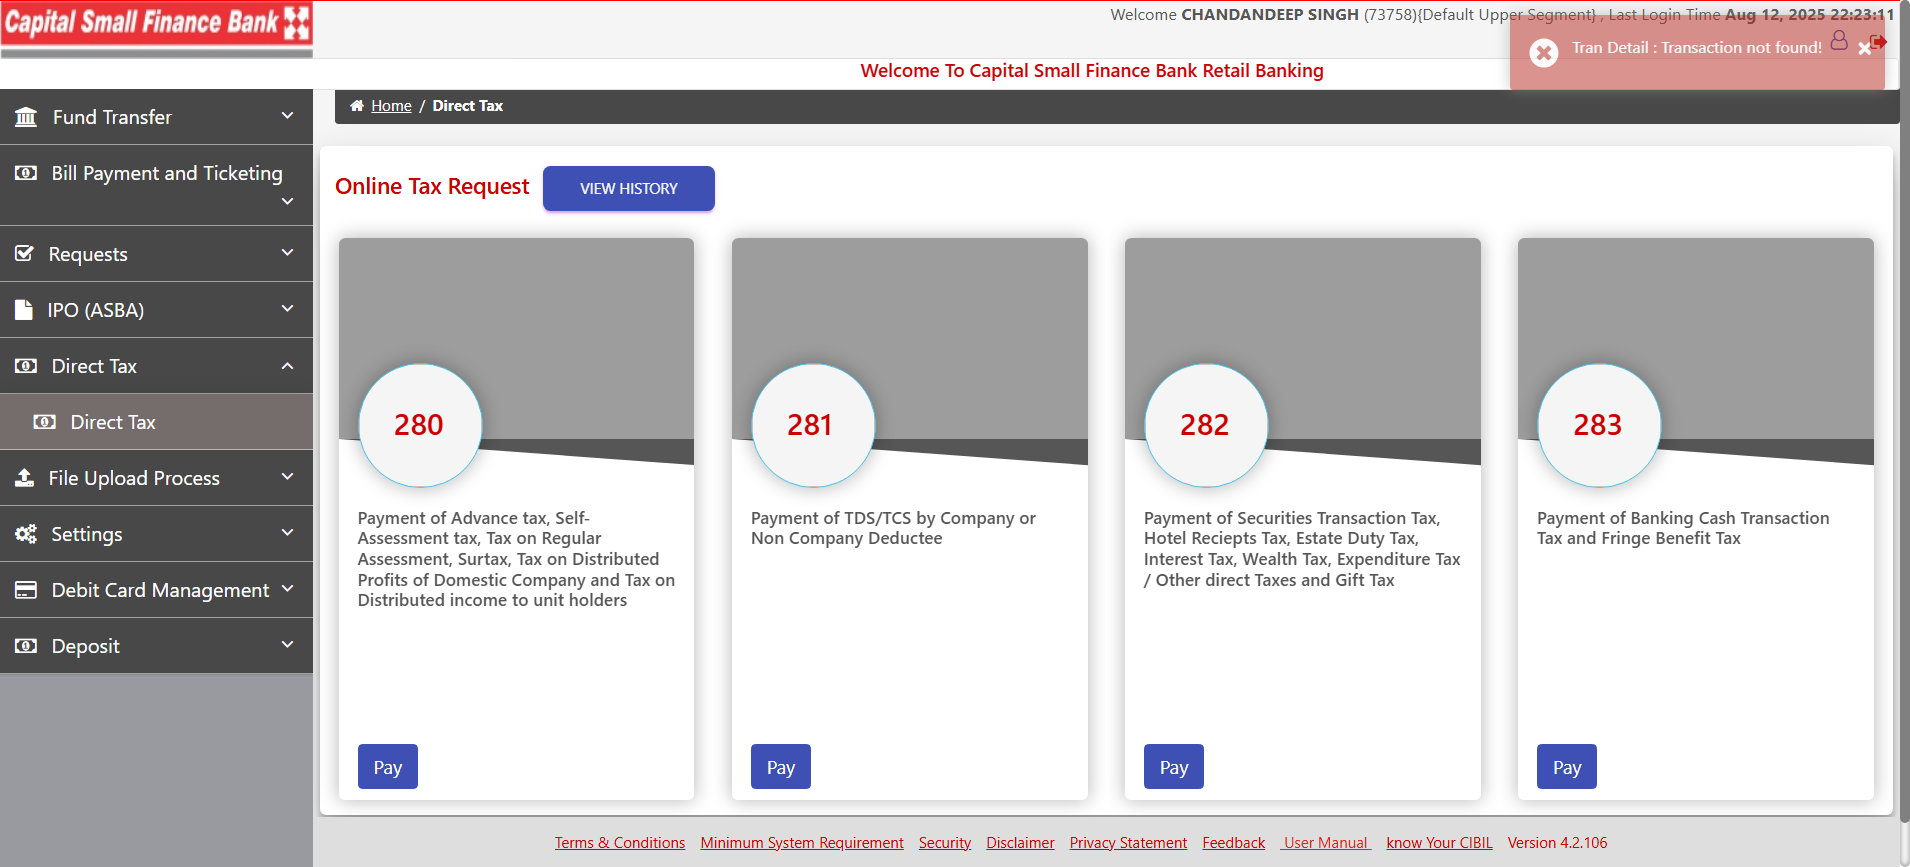 Capital Small Finance Bank
Welcome CHANDANDEEP SINGH (73758){Default Upper Segment} , Last Login Time Aug 12, 2025 22:23:11
Tran Detail : Transaction not found!
Welcome To Capital Small Finance Bank Retail Banking
Home / Direct Tax
Fund Transfer
Bill Payment and Ticketing
Requests
IPO (ASBA)
Direct Tax
Direct Tax
File Upload Process
Settings
Debit Card Management
Deposit
Online Tax Request
VIEW HISTORY
280
Payment of Advance tax, Self-
Assessment tax, Tax on Regular
Assessment, Surtax, Tax on Distributed
Profits of Domestic Company and Tax on
Distributed income to unit holders
Pay
281
Payment of TDS/TCS by Company or
Non Company Deductee
Pay
282
Payment of Securities Transaction Tax,
Hotel Reciepts Tax, Estate Duty Tax,
Interest Tax, Wealth Tax, Expenditure Tax
/ Other direct Taxes and Gift Tax
Pay
283
Payment of Banking Cash Transaction
Tax and Fringe Benefit Tax
Pay
Terms & Conditions Minimum System Requirement Security Disclaimer Privacy Statement Feedback User Manual know Your CIBIL Version 4.2.106